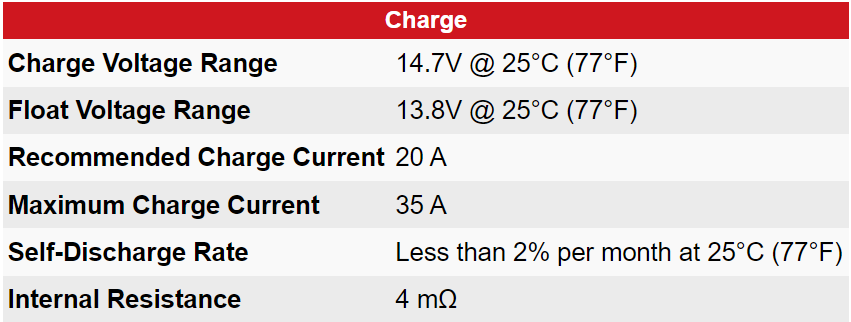 Charge
Charge Voltage Range 14.7V @ 25°C (77°F)
Float Voltage Range 13.8V @ 25°C (77°F)
Recommended Charge Current 20 A
Maximum Charge Current 35 A
Self-Discharge Rate Less than 2% per month at 25°C (77°F)
Internal Resistance 4 mΩ